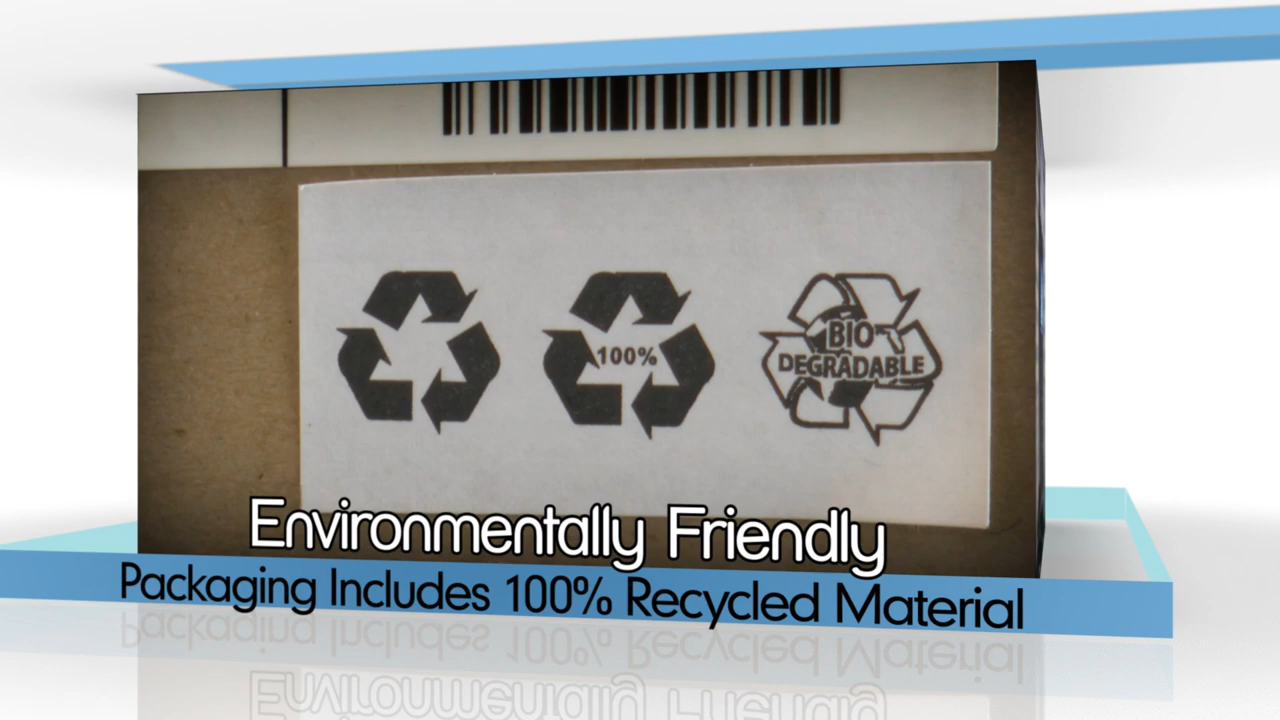 100%
BIO
DEGRADABLE
Environmentally Friendly
Packaging Includes 100% Recycled Material